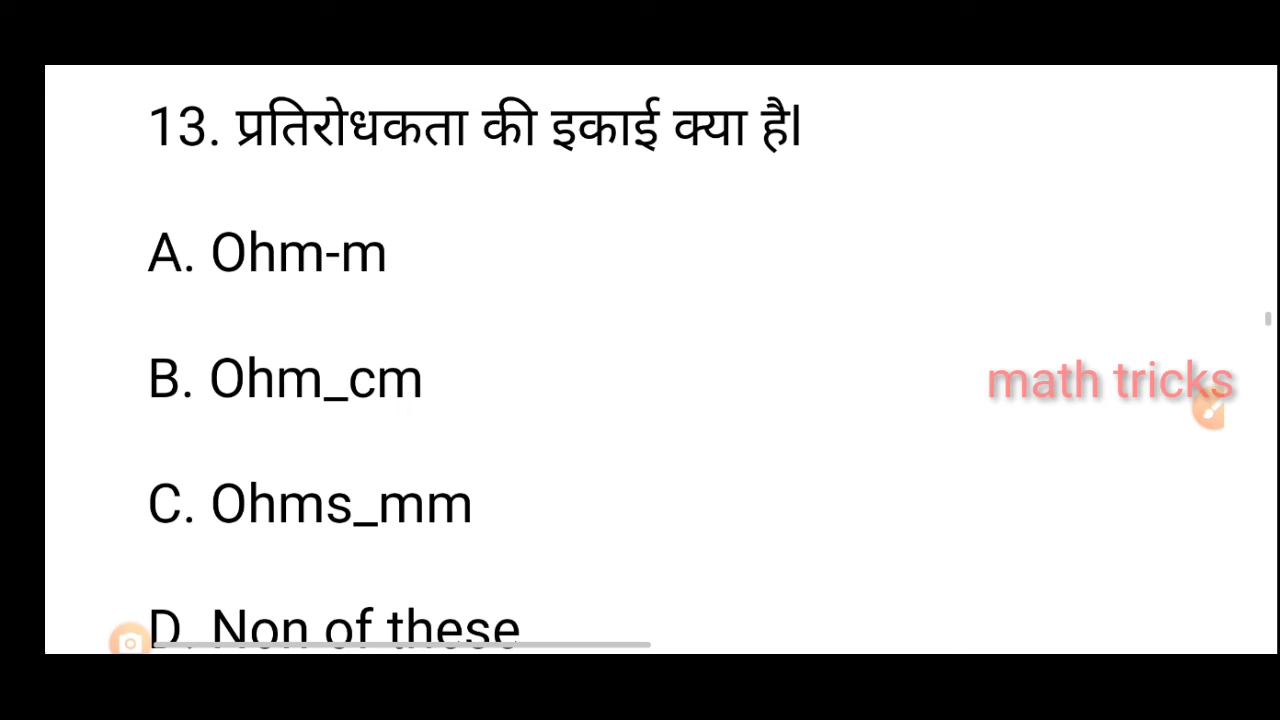 13. प्रतिरोधकता की इकाई क्या है।
A. Ohm-m
B. Ohm_cm
math tricks
C. Ohms_mm
D. Non of these